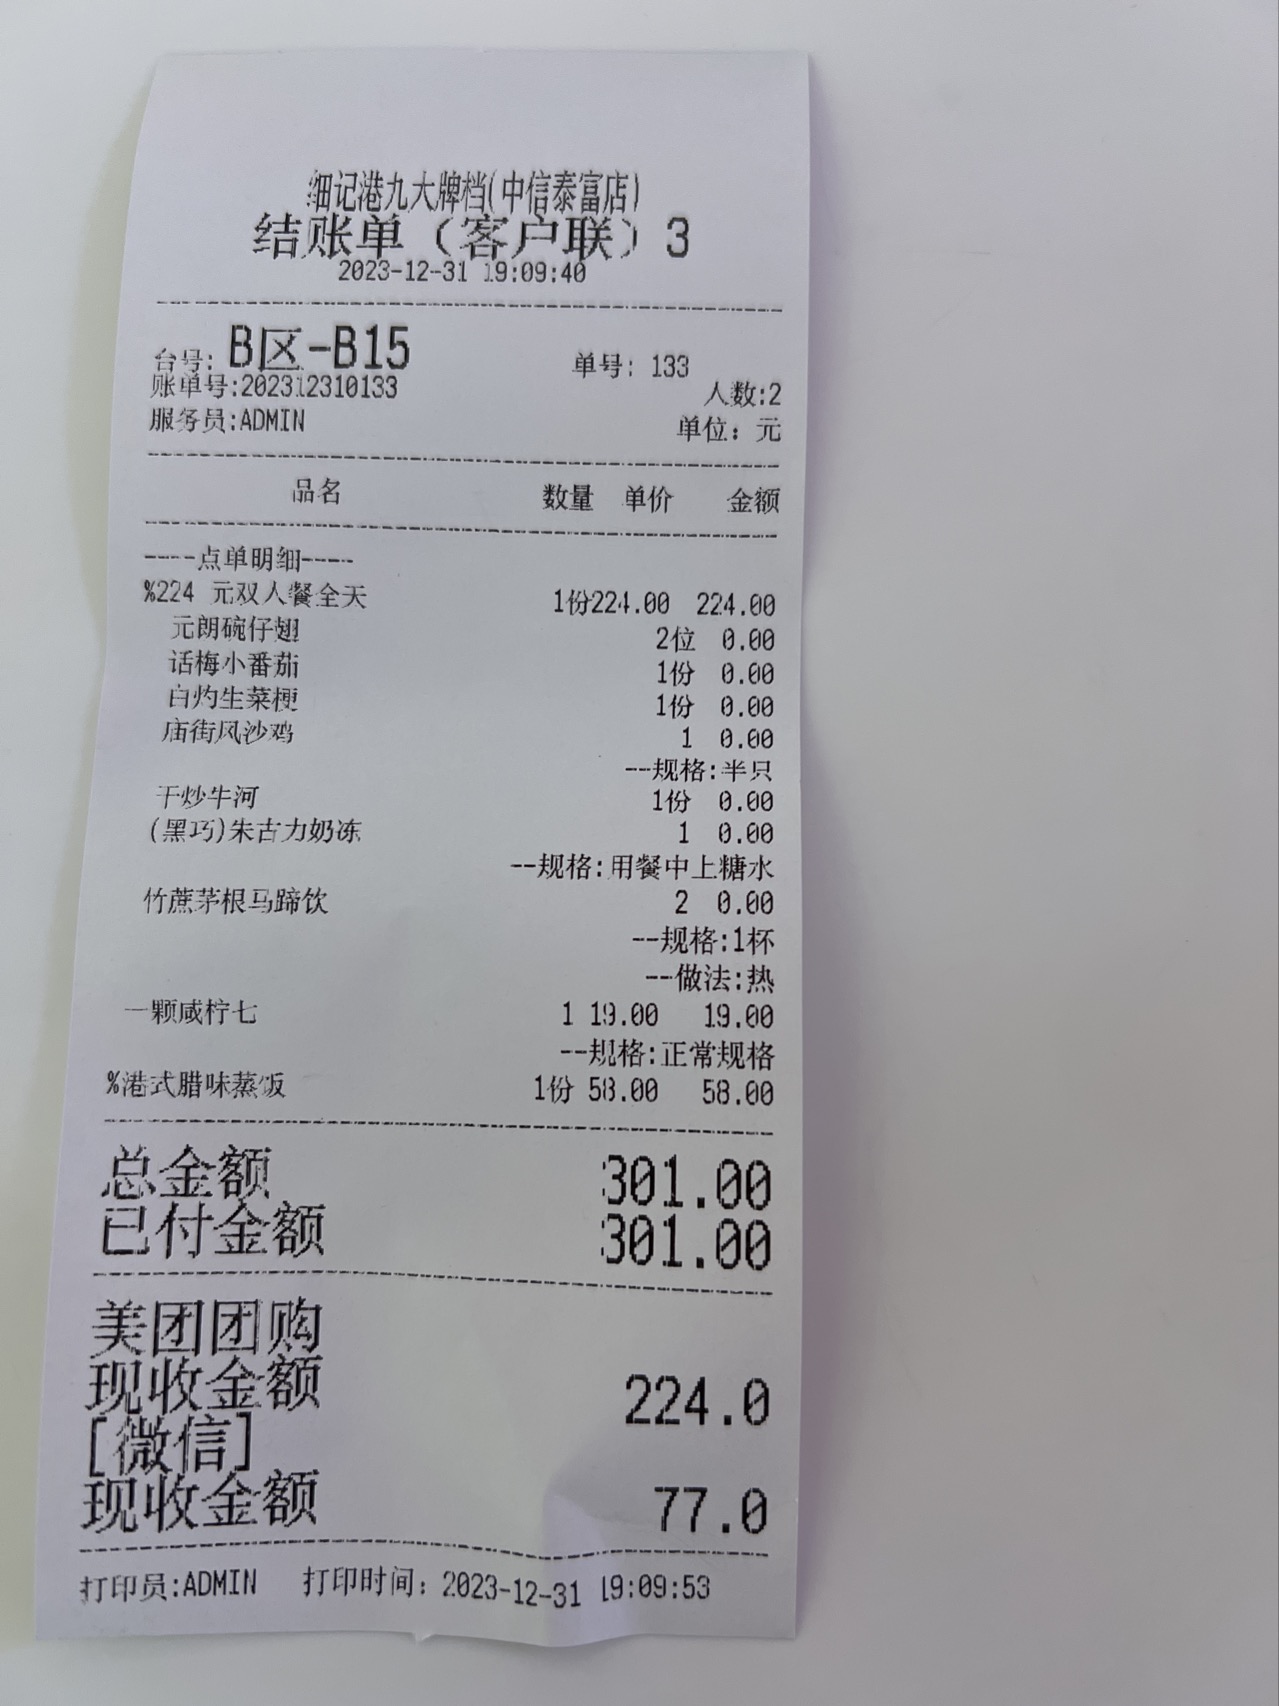 细记港九大牌档(中信泰富店)
结账单（客户联）3
2023-12-31 19:09:40
台号: B区-B15 单号: 133
账单号:202312310133 人数:2
服务员:ADMIN 单位: 元
品名 数量 单价 金额
----点单明细----
%224 元双人餐全天 1份224.00 224.00
元朗碗仔翅 2位 0.00
话梅小番茄 1份 0.00
白灼生菜梗 1份 0.00
庙街风沙鸡 1 0.00
--规格:半只
干炒牛河 1份 0.00
(黑巧)朱古力奶冻 1 0.00
--规格:用餐中上糖水
竹蔗茅根马蹄饮 2 0.00
--规格:1杯
--做法:热
一颗咸柠七 1 19.00 19.00
--规格:正常规格
%港式腊味蒸饭 1份 58.00 58.00
总金额 301.00
已付金额 301.00
美团团购
现收金额 224.0
[微信]
现收金额 77.0
打印员:ADMIN 打印时间: 2023-12-31 19:09:53